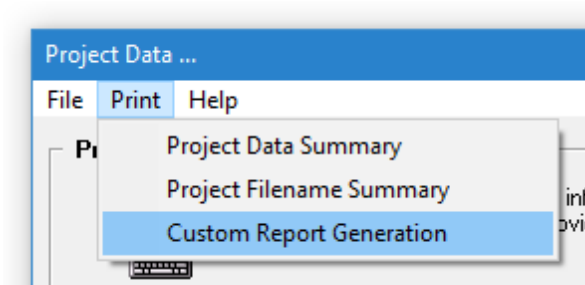 Project Data ...
File Print Help
Project Data Summary
Project Filename Summary
Custom Report Generation